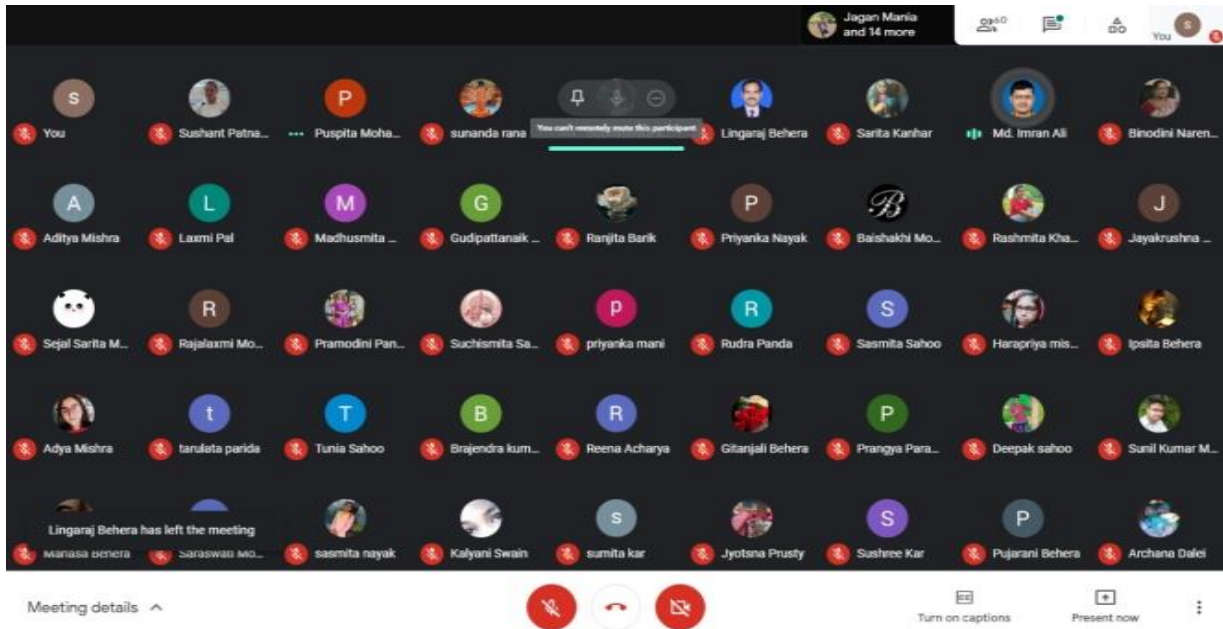 Jagan Mania
and 14 more
60
You
S
S
P
You
Sushant Patna...
Puspita Moha...
sunanda rana
You can't remotely mute this participant
Lingaraj Behera
Sarita Kanhar
Md. Imran Ali
Binodini Naren...
A
L
M
G
P
B
J
Aditya Mishra
Laxmi Pal
Madhusmita ...
Gudipattanaik ...
Ranjita Barik
Priyanka Nayak
Baishakhi Mo...
Rashmita Kha...
Jayakrushna ...
R
p
R
S
Sejal Sarita M...
Rajalaxmi Mo...
Pramodini Pan...
Suchismita Sa...
priyanka mani
Rudra Panda
Sasmita Sahoo
Harapriya mis...
Ipsita Behera
t
T
B
R
P
Adya Mishra
tarulata parida
Tunia Sahoo
Brajendra kum...
Reena Acharya
Gitanjali Behera
Prangya Para...
Deepak sahoo
Sunil Kumar M...
Lingaraj Behera has left the meeting
s
S
P
Manasa Behera
Saraswati Mo...
sasmita nayak
Kalyani Swain
sumita kar
Jyotsna Prusty
Sushree Kar
Pujarani Behera
Archana Dalei
Meeting details
CC
Turn on captions
Present now